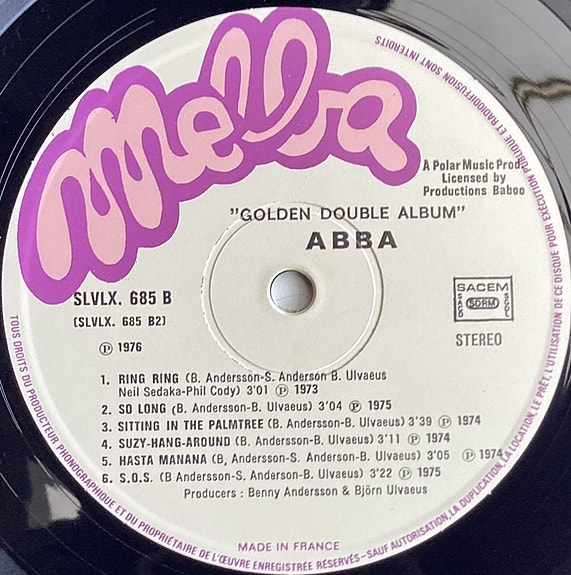 Melba
A Polar Music Prod.
Licensed by
Productions Baboo
"GOLDEN DOUBLE ALBUM"
ABBA
SLVLX. 685 B
(SLVLX. 685 B2)
Ⓟ 1976
SACEM
SACD
SDRM
SGDL
STEREO
1. RING RING (B. Andersson-S. Anderson B. Ulvaeus
Neil Sedaka-Phil Cody) 3'01 Ⓟ 1973
2. SO LONG (B. Andersson-B. Ulvaeus) 3'04 Ⓟ 1975
3. SITTING IN THE PALMTREE (B. Andersson-B. Ulvaeus) 3'39 Ⓟ 1974
4. SUZY-HANG-AROUND (B. Andersson-B. Ulvaeus) 3'11 Ⓟ 1974
5. HASTA MANANA (B, Andersson-S. Anderson-B. Ulvaeus) 3'05 Ⓟ 1974
6. S.O.S. (B Andersson-S. Anderson-B. Ulvaeus) 3'22 Ⓟ 1975
Producers : Benny Andersson & Björn Ulvaeus
MADE IN FRANCE
TOUS DROITS DU PRODUCTEUR PHONOGRAPHIQUE ET DU PROPRIÉTAIRE DE L'ŒUVRE ENREGISTRÉE RÉSERVÉS-SAUF AUTORISATION, LA DUPLICATION, LA LOCATION, LE PRÊT, L'UTILISATION DE CE DISQUE POUR EXÉCUTION PUBLIQUE ET RADIODIFFUSION SONT INTERDITS